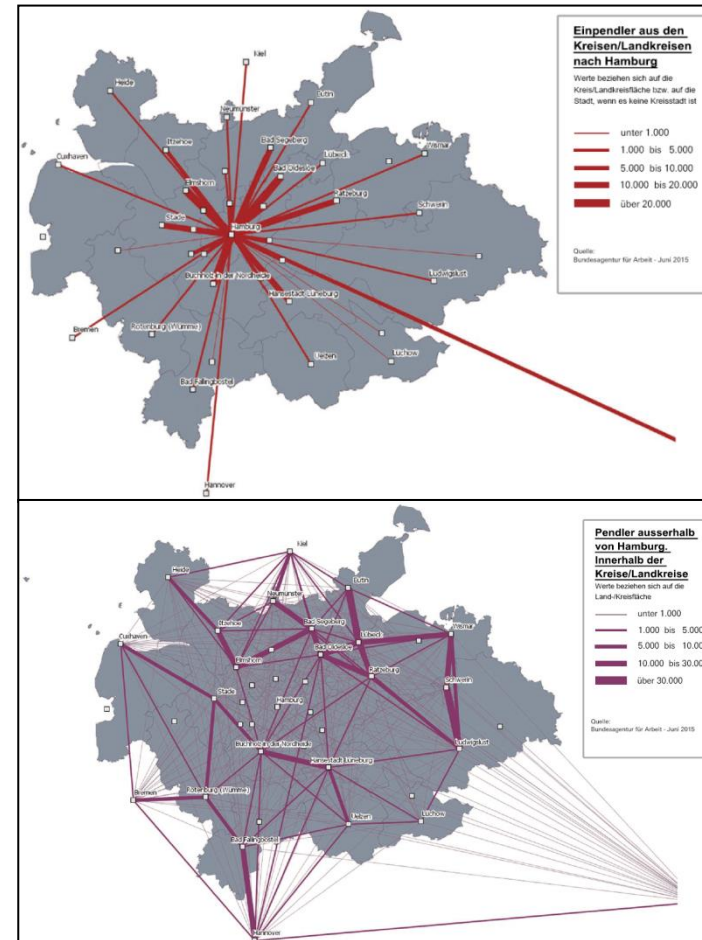 Einpendler aus den
Kreisen/Landkreisen
nach Hamburg
Werte beziehen sich auf die
Kreis/Landkreisfläche bzw. auf die
Stadt, wenn es keine Kreisstadt ist
unter 1.000
1.000 bis 5.000
5.000 bis 10.000
10.000 bis 20.000
über 20.000
Quelle:
Bundesagentur für Arbeit - Juni 2015
Kiel
Heide
Eutin
Neumünster
Itzehoe
Bad Segeberg
Cuxhaven
Lübeck
Wismar
Bad Oldesloe
Elmshorn
Ratzeburg
Schwerin
Stade
Hamburg
Buchholz in der Nordheide
Ludwigslust
Hansestadt Lüneburg
Bremen
Rotenburg (Wümme)
Uelzen
Lüchow
Bad Fallingbostel
Hannover
Pendler ausserhalb
von Hamburg.
Innerhalb der
Kreise/Landkreise
Werte beziehen sich auf die
Land-/Kreisfläche
unter 1.000
1.000 bis 5.000
5.000 bis 10.000
10.000 bis 30.000
über 30.000
Quelle:
Bundesagentur für Arbeit - Juni 2015
Kiel
Heide
Eutin
Neumünster
Itzehoe
Bad Segeberg
Wismar
Cuxhaven
Lübeck
Bad Oldesloe
Elmshorn
Ratzeburg
Schwerin
Stade
Hamburg
Buchholz in der Nordheide
Ludwigslust
Hansestadt Lüneburg
Bremen
Rotenburg (Wümme)
Uelzen
Lüchow
Bad Fallingbostel
Hannover